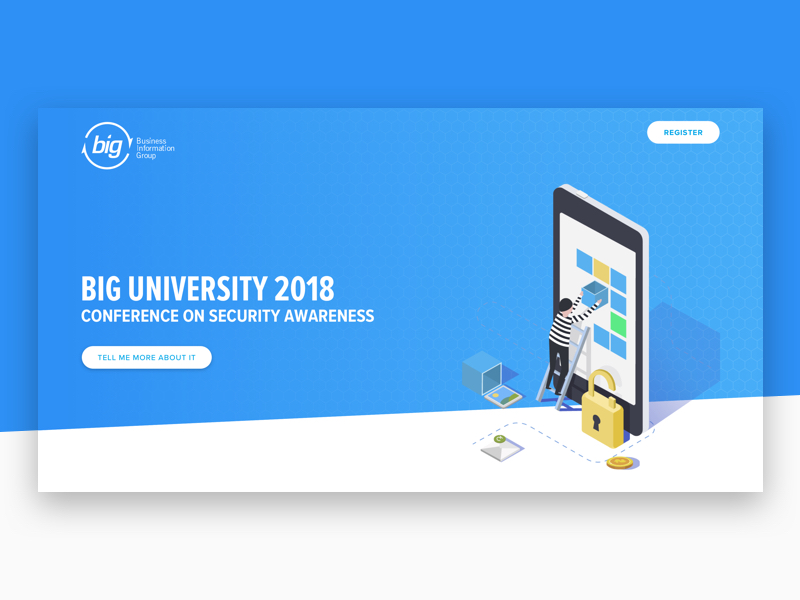 big
Business
Information
Group
REGISTER
BIG UNIVERSITY 2018
CONFERENCE ON SECURITY AWARENESS
TELL ME MORE ABOUT IT